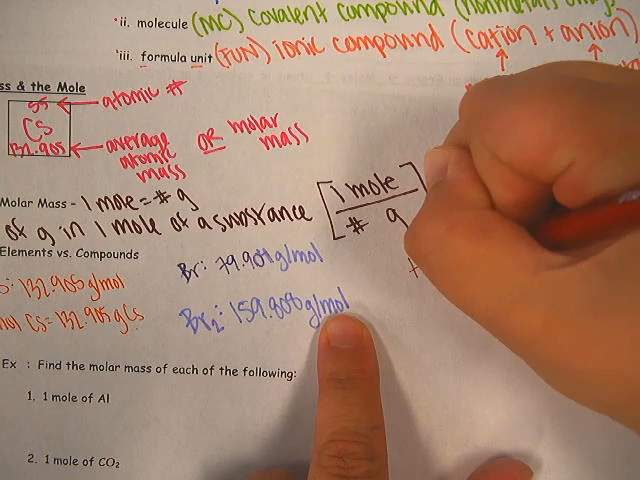 ii. molecule (MC) covalent compound (nonmetals only)
iii. formula unit (FUN) ionic compound (cation + anion)
ss & the Mole
55 ← atomic #
Cs
132.905 ← average atomic mass OR molar mass
Molar Mass - 1 mole = # g
of g in 1 mole of a substance
[1 mole / # g]
Elements vs. Compounds
Br: 79.904 g/mol
: 132.905 g/mol
Br2: 159.808 g/mol
mol Cs = 132.905 g Cs
Ex : Find the molar mass of each of the following:
1. 1 mole of Al
2. 1 mole of CO₂